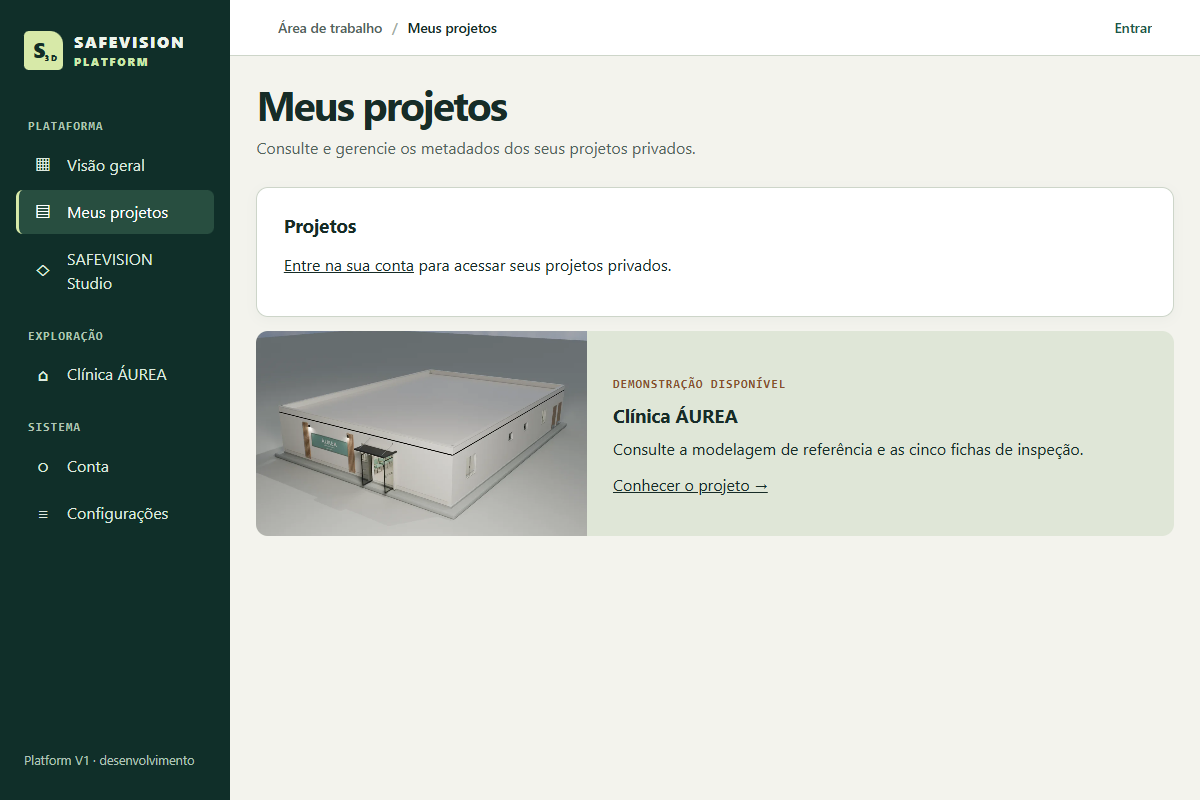 S3D
SAFEVISION
PLATFORM
PLATAFORMA
Visão geral
Meus projetos
SAFEVISION
Studio
EXPLORAÇÃO
Clínica ÁUREA
SISTEMA
Conta
Configurações
Platform V1 · desenvolvimento
Área de trabalho / Meus projetos
Entrar
Meus projetos
Consulte e gerencie os metadados dos seus projetos privados.
Projetos
Entre na sua conta para acessar seus projetos privados.
ÁUREA
DEMONSTRAÇÃO DISPONÍVEL
Clínica ÁUREA
Consulte a modelagem de referência e as cinco fichas de inspeção.
Conhecer o projeto →